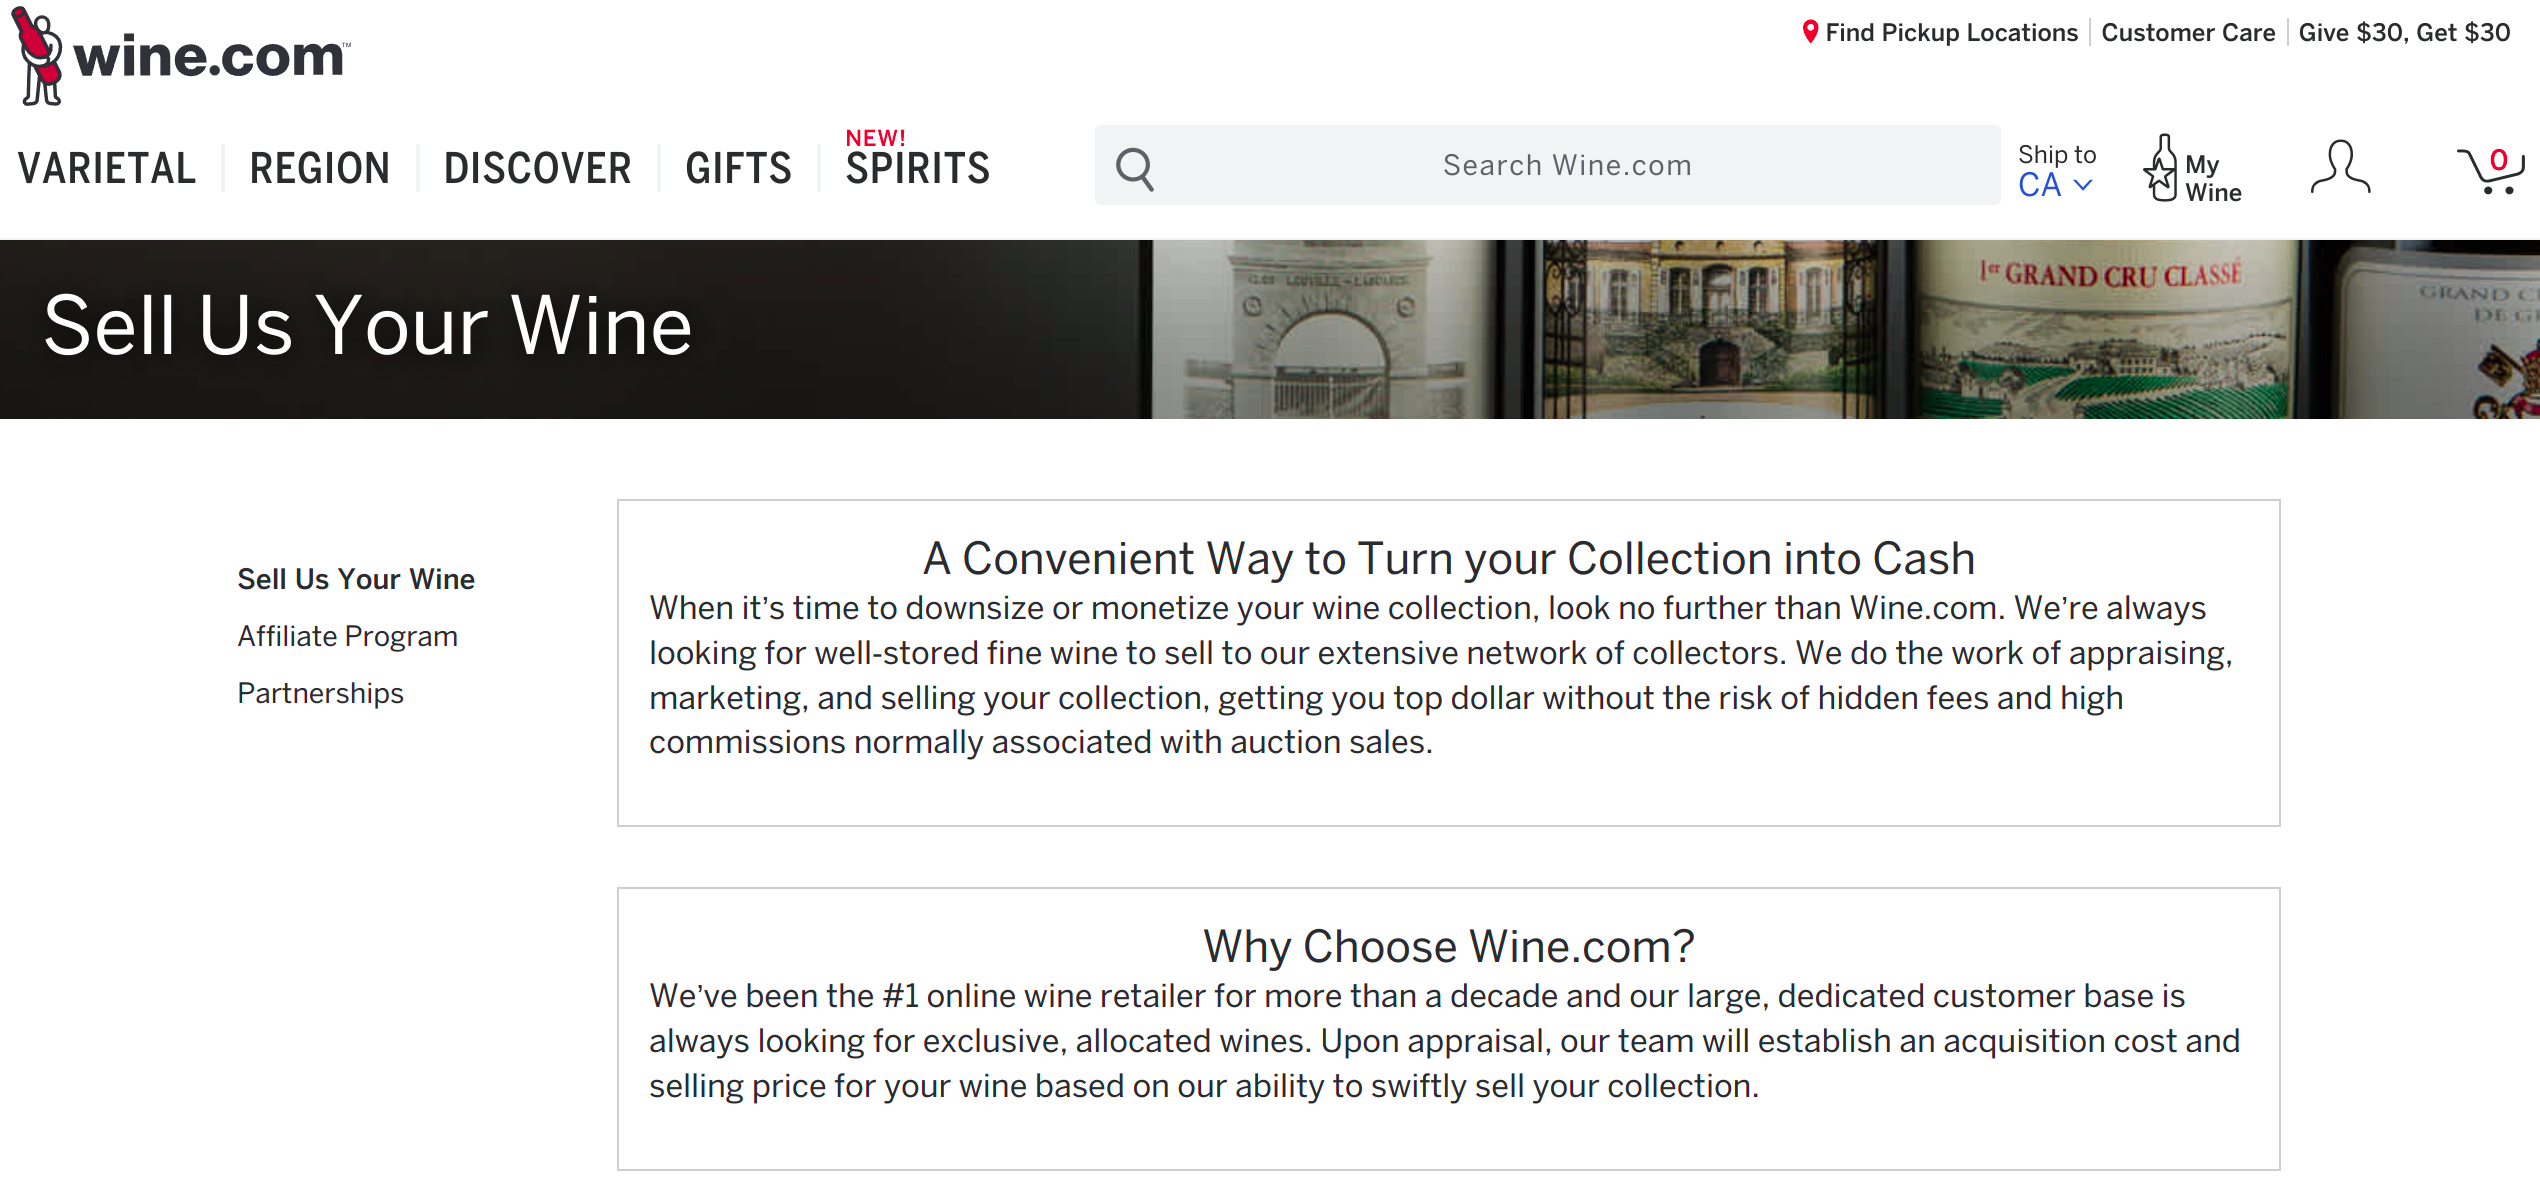 wine.com™
Find Pickup Locations
Customer Care
Give $30, Get $30
VARIETAL
REGION
DISCOVER
GIFTS
NEW!
SPIRITS
Search Wine.com
Ship to
CA
My
Wine
0
Sell Us Your Wine
1er GRAND CRU CLASSÉ
Sell Us Your Wine
Affiliate Program
Partnerships
A Convenient Way to Turn your Collection into Cash
When it’s time to downsize or monetize your wine collection, look no further than Wine.com. We’re always
looking for well-stored fine wine to sell to our extensive network of collectors. We do the work of appraising,
marketing, and selling your collection, getting you top dollar without the risk of hidden fees and high
commissions normally associated with auction sales.
Why Choose Wine.com?
We’ve been the #1 online wine retailer for more than a decade and our large, dedicated customer base is
always looking for exclusive, allocated wines. Upon appraisal, our team will establish an acquisition cost and
selling price for your wine based on our ability to swiftly sell your collection.